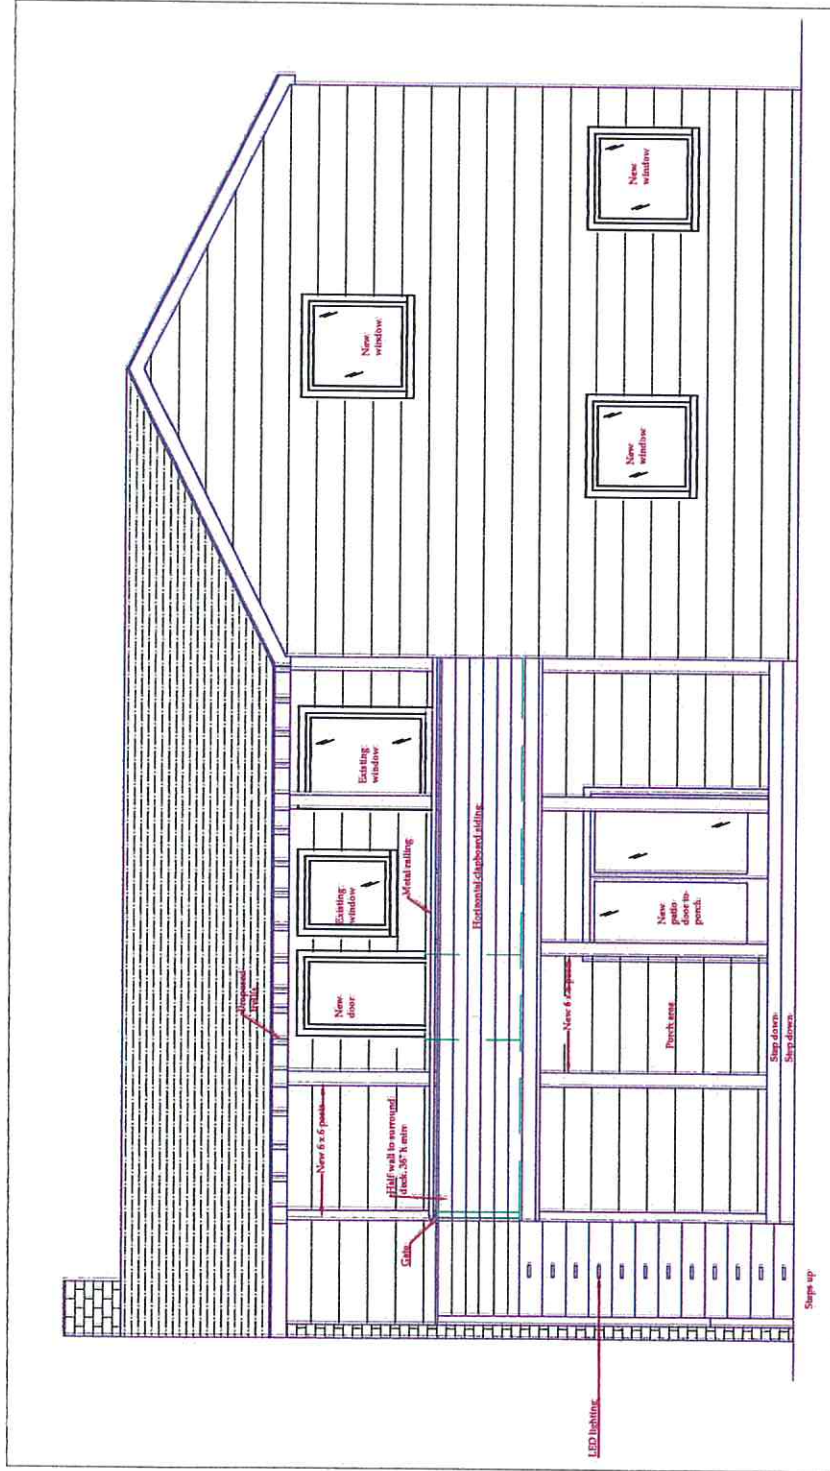 New
window
New
window
New
window
Existing
window
Existing
window
New
door
Proposed
trellis
Metal railing
New 6 x 6 posts
Half wall to surround
deck. 36" h min
Gate
Horizontal clapboard siding
New 6 x 6 posts
New
patio
door to
porch
Porch area
Step down
Step down
LED lighting
Steps up